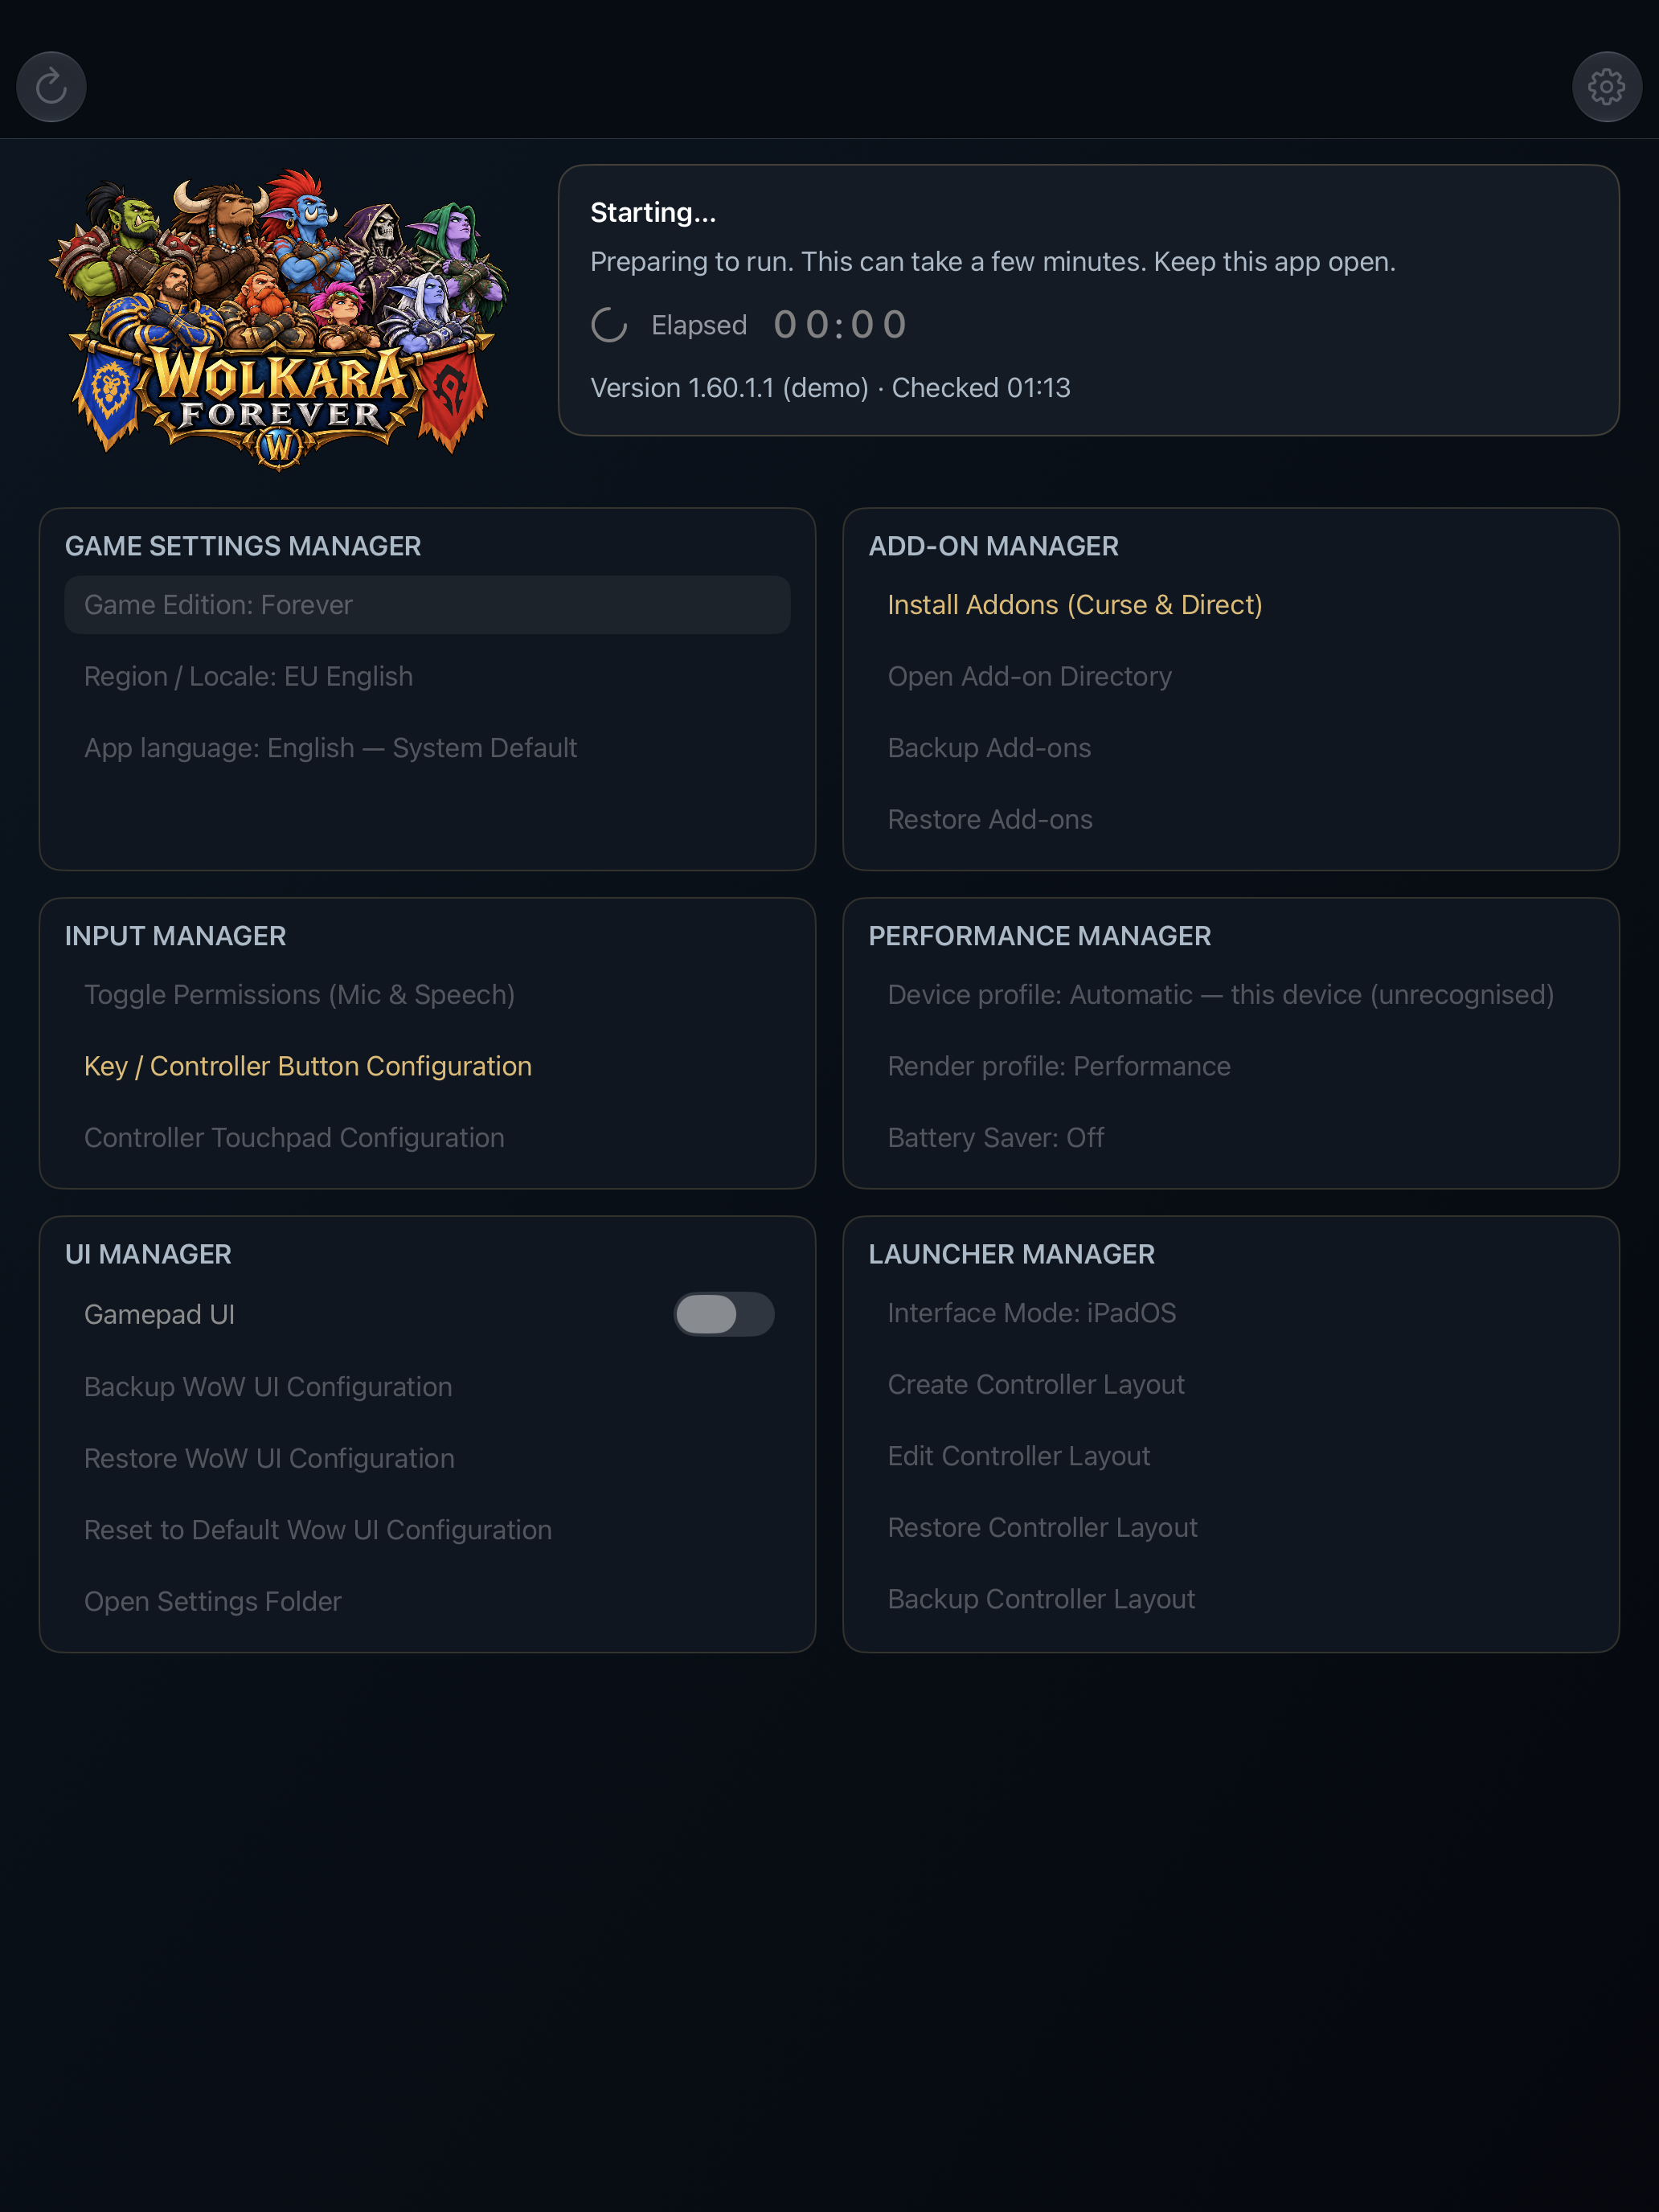 WOLKARA
FOREVER
W
Starting...
Preparing to run. This can take a few minutes. Keep this app open.
Elapsed 00:00
Version 1.60.1.1 (demo) · Checked 01:13
GAME SETTINGS MANAGER
Game Edition: Forever
Region / Locale: EU English
App language: English — System Default
ADD-ON MANAGER
Install Addons (Curse & Direct)
Open Add-on Directory
Backup Add-ons
Restore Add-ons
INPUT MANAGER
Toggle Permissions (Mic & Speech)
Key / Controller Button Configuration
Controller Touchpad Configuration
PERFORMANCE MANAGER
Device profile: Automatic — this device (unrecognised)
Render profile: Performance
Battery Saver: Off
UI MANAGER
Gamepad UI
Backup WoW UI Configuration
Restore WoW UI Configuration
Reset to Default Wow UI Configuration
Open Settings Folder
LAUNCHER MANAGER
Interface Mode: iPadOS
Create Controller Layout
Edit Controller Layout
Restore Controller Layout
Backup Controller Layout